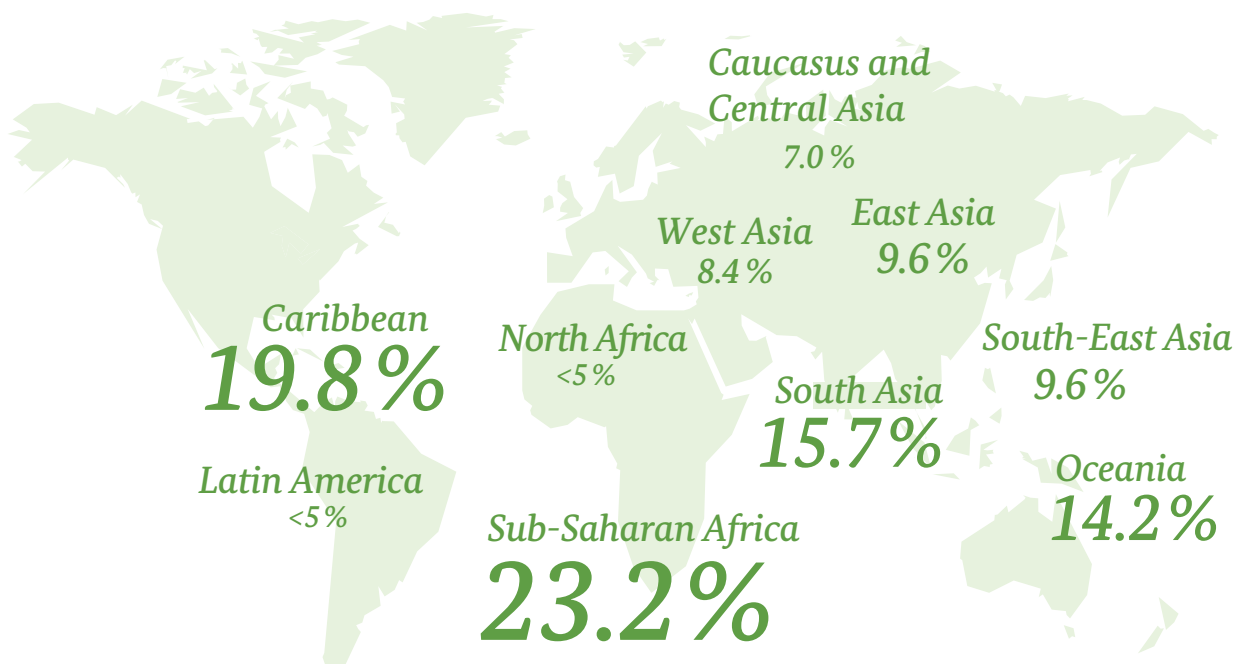 Caucasus and
Central Asia
7.0 %
West Asia
8.4 %
East Asia
9.6 %
Caribbean
19.8 %
North Africa
<5 %
South-East Asia
9.6 %
South Asia
15.7 %
Latin America
<5 %
Oceania
14.2 %
Sub-Saharan Africa
23.2 %